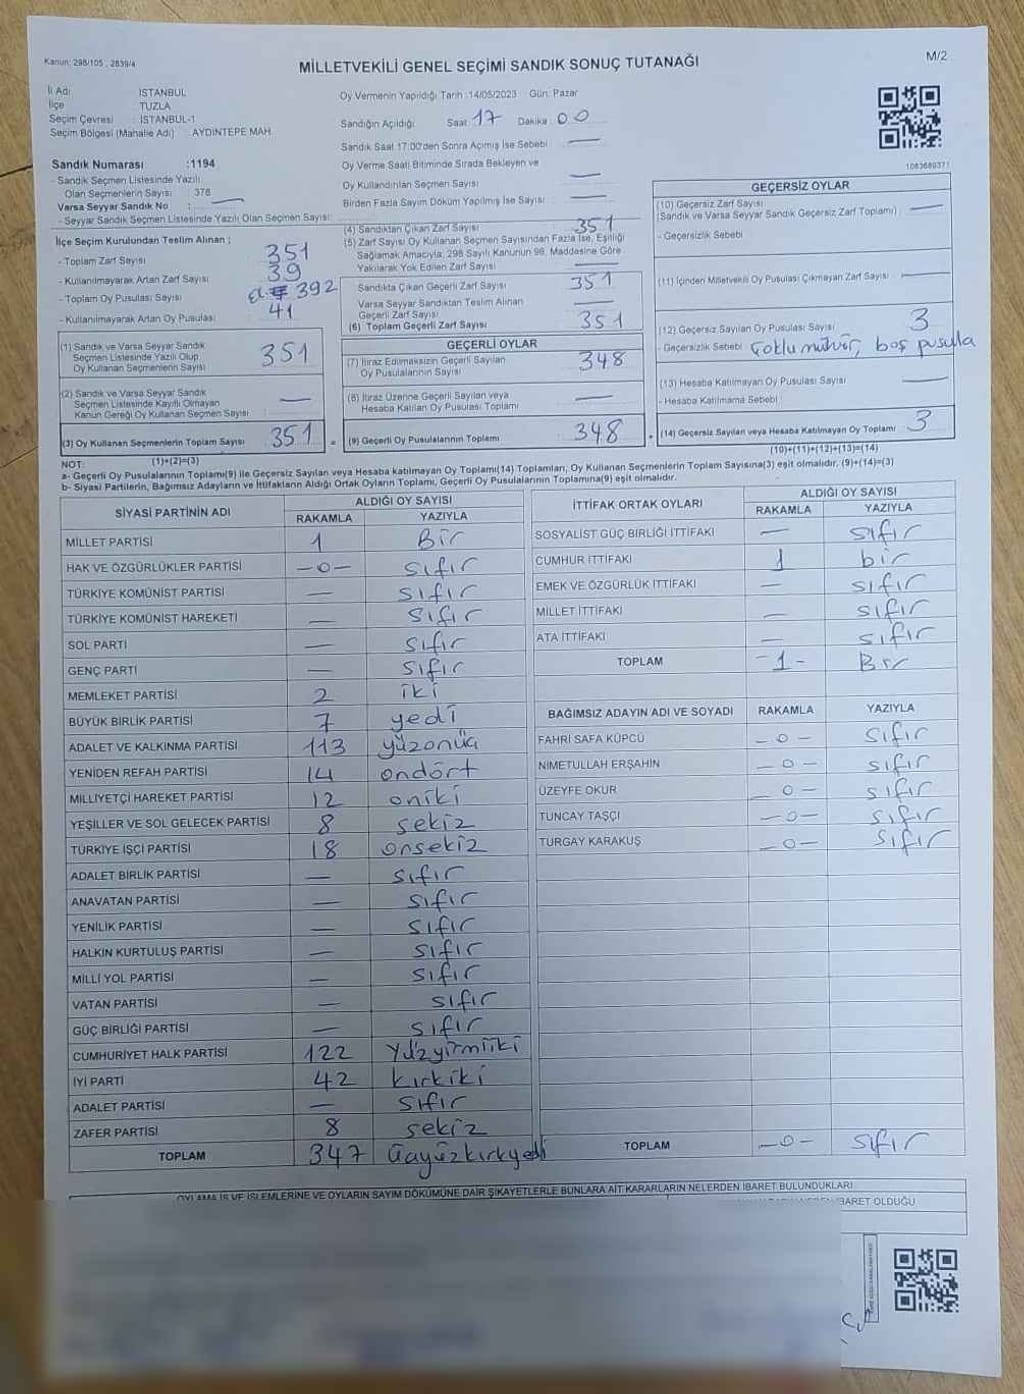 Kanun: 298/105 , 2839/4
MİLLETVEKİLİ GENEL SEÇİMİ SANDIK SONUÇ TUTANAĞI
M/2
İl Adı İSTANBUL
İlçe TUZLA
Seçim Çevresi : İSTANBUL-1
Seçim Bölgesi (Mahalle Adı) : AYDINTEPE MAH.
Sandık Numarası :1194
- Sandık Seçmen Listesinde Yazılı
Olan Seçmenlerin Sayısı: 376
Varsa Seyyar Sandık No : —
- Seyyar Sandık Seçmen Listesinde Yazılı Olan Seçmen Sayısı:
Oy Vermenin Yapıldığı Tarih :14/05/2023 Gün: Pazar
Sandığın Açıldığı: Saat 17 Dakika: 00
Sandık Saat 17:00'den Sonra Açımış İse Sebebi —
Oy Verme Saati Bitiminde Sırada Bekleyen ve
Oy Kullandırılan Seçmen Sayısı —
Birden Fazla Sayım Döküm Yapılmış İse Sayısı: —
1083680371
İlçe Seçim Kurulundan Teslim Alınan ;
- Toplam Zarf Sayısı 351
- Kullanılmayarak Artan Zarf Sayısı 39
- Toplam Oy Pusulası Sayısı 392
- Kullanılmayarak Artan Oy Pusulası 41
(1) Sandık ve Varsa Seyyar Sandık
Seçmen Listesinde Yazılı Olup
Oy Kullanan Seçmenlerin Sayısı 351
(2) Sandık ve Varsa Seyyar Sandık
Seçmen Listesinde Kayıtlı Olmayan
Kanun Gereği Oy Kullanan Seçmen Sayısı —
(3) Oy Kullanan Seçmenlerin Toplam Sayısı 351 =
(1)+(2)=(3)
(4) Sandıktan Çıkan Zarf Sayısı 351
(5) Zarf Sayısı Oy Kullanan Seçmen Sayısından Fazla İse, Eşitliği
Sağlamak Amacıyla, 298 Sayılı Kanunun 98. Maddesine Göre
Yakılarak Yok Edilen Zarf Sayısı —
Sandıkta Çıkan Geçerli Zarf Sayısı 351
Varsa Seyyar Sandıktan Teslim Alınan
Geçerli Zarf Sayısı —
(6) Toplam Geçerli Zarf Sayısı 351
GEÇERLİ OYLAR
(7) İtiraz Edilmeksizin Geçerli Sayılan
Oy Pusulalarının Sayısı 348
(8) İtiraz Üzerine Geçerli Sayılan veya
Hesaba Katılan Oy Pusulası Toplamı —
(9) Geçerli Oy Pusulalarının Toplamı 348
GEÇERSİZ OYLAR
(10) Geçersiz Zarf Sayısı
(Sandık ve Varsa Seyyar Sandık Geçersiz Zarf Toplamı) —
- Geçersizlik Sebebi
(11) İçinden Milletvekili Oy Pusulası Çıkmayan Zarf Sayısı —
(12) Geçersiz Sayılan Oy Pusulası Sayısı 3
- Geçersizlik Sebebi Çoklu mühür, boş pusula
(13) Hesaba Katılmayan Oy Pusulası Sayısı —
- Hesaba Katılmama Sebebi
(14) Geçersiz Sayılan veya Hesaba Katılmayan Oy Toplamı 3
(10)+(11)+(12)+(13)=(14)
NOT:
a- Geçerli Oy Pusulalarının Toplamı(9) ile Geçersiz Sayılan veya Hesaba katılmayan Oy Toplamı(14) Toplamları, Oy Kullanan Seçmenlerin Toplam Sayısına(3) eşit olmalıdır. (9)+(14)=(3)
b- Siyasi Partilerin, Bağımsız Adayların ve İttifakların Aldığı Ortak Oyların Toplamı, Geçerli Oy Pusulalarının Toplamına(9) eşit olmalıdır.
SİYASİ PARTİNİN ADI ALDIĞI OY SAYISI
RAKAMLA YAZIYLA
MİLLET PARTİSİ 1 Bir
HAK VE ÖZGÜRLÜKLER PARTİSİ —0— sıfır
TÜRKİYE KOMÜNİST PARTİSİ — sıfır
TÜRKİYE KOMÜNİST HAREKETİ — sıfır
SOL PARTİ — sıfır
GENÇ PARTİ — sıfır
MEMLEKET PARTİSİ 2 iki
BÜYÜK BİRLİK PARTİSİ 7 yedi
ADALET VE KALKINMA PARTİSİ 113 yüzonüç
YENİDEN REFAH PARTİSİ 14 ondört
MİLLİYETÇİ HAREKET PARTİSİ 12 oniki
YEŞİLLER VE SOL GELECEK PARTİSİ 8 sekiz
TÜRKİYE İŞÇİ PARTİSİ 18 onsekiz
ADALET BİRLİK PARTİSİ — sıfır
ANAVATAN PARTİSİ — sıfır
YENİLİK PARTİSİ — sıfır
HALKIN KURTULUŞ PARTİSİ — sıfır
MİLLİ YOL PARTİSİ — sıfır
VATAN PARTİSİ — sıfır
GÜÇ BİRLİĞİ PARTİSİ — sıfır
CUMHURİYET HALK PARTİSİ 122 Yüzyirmiiki
İYİ PARTİ 42 kırkiki
ADALET PARTİSİ — sıfır
ZAFER PARTİSİ 8 sekiz
TOPLAM 347 üçyüzkırkyedi
İTTİFAK ORTAK OYLARI ALDIĞI OY SAYISI
RAKAMLA YAZIYLA
SOSYALİST GÜÇ BİRLİĞİ İTTİFAKI — sıfır
CUMHUR İTTİFAKI 1 bir
EMEK VE ÖZGÜRLÜK İTTİFAKI — sıfır
MİLLET İTTİFAKI — sıfır
ATA İTTİFAKI — sıfır
TOPLAM -1- Bir
BAĞIMSIZ ADAYIN ADI VE SOYADI RAKAMLA YAZIYLA
FAHRİ SAFA KÜPCÜ —0— sıfır
NİMETULLAH ERŞAHİN —0— sıfır
ÜZEYFE OKUR —0— sıfır
TUNCAY TAŞÇI —0— sıfır
TURGAY KARAKUŞ —0— sıfır
TOPLAM —0— sıfır
OYLAMA İŞ VE İŞLEMLERİNE VE OYLARIN SAYIM DÖKÜMÜNE DAİR ŞİKAYETLERLE BUNLARA AİT KARARLARIN NELERDEN İBARET BULUNDUKLARI
İBARET OLDUĞU